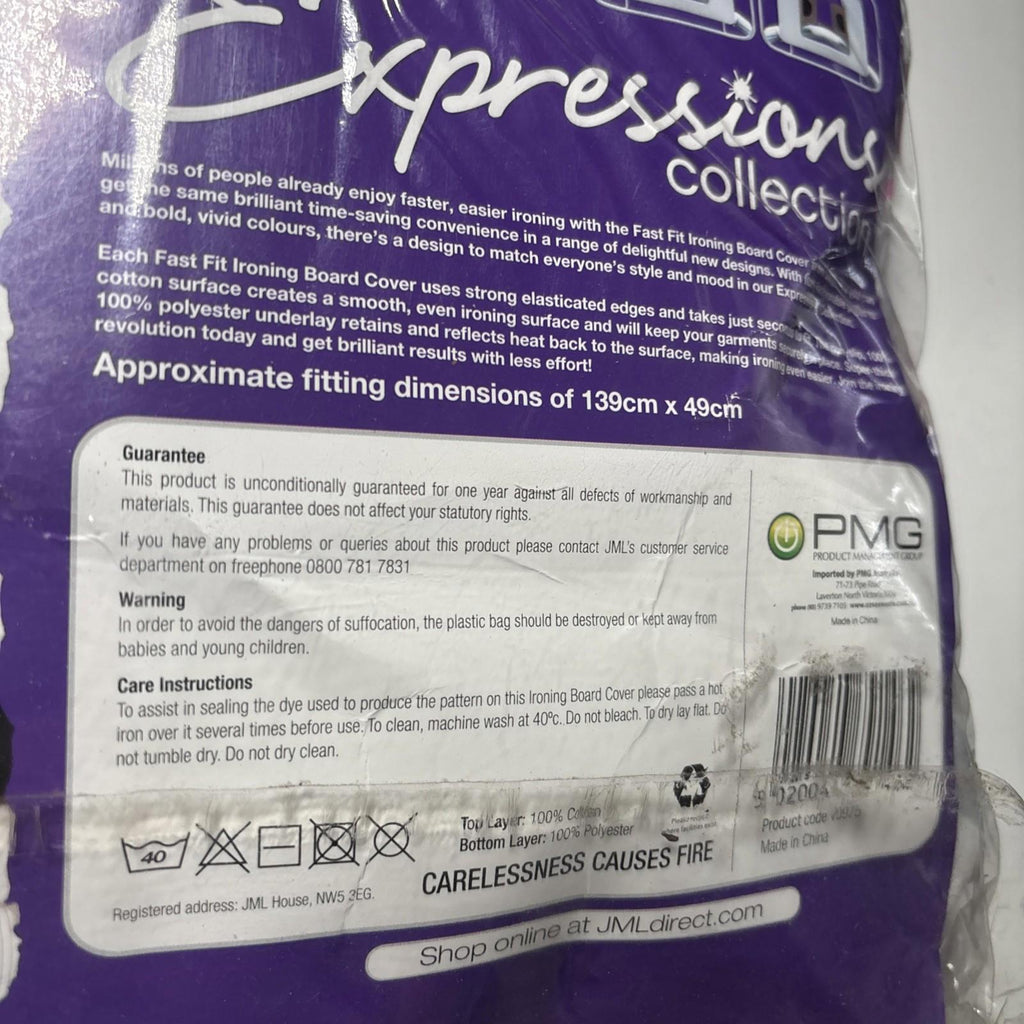 Expressions
collection
of people already enjoy faster, easier ironing with the Fast Fit Ironing Board Cover
same brilliant time-saving convenience in a range of delightful new designs. With
and bold, vivid colours, there's a design to match everyone's style and mood in our
Each Fast Fit Ironing Board Cover uses strong elasticated edges and takes just
cotton surface creates a smooth, even ironing surface and will keep your garments
100% polyester underlay retains and reflects heat back to the surface, making ironing even easier. Join the
revolution today and get brilliant results with less effort!
Approximate fitting dimensions of 139cm x 49cm
Guarantee
This product is unconditionally guaranteed for one year against all defects of workmanship and
materials. This guarantee does not affect your statutory rights.
If you have any problems or queries about this product please contact JML's customer service
department on freephone 0800 781 7831
Warning
In order to avoid the dangers of suffocation, the plastic bag should be destroyed or kept away from
babies and young children.
Care Instructions
To assist in sealing the dye used to produce the pattern on this Ironing Board Cover please pass a hot
iron over it several times before use. To clean, machine wash at 40ºc. Do not bleach. To dry lay flat. Do
not tumble dry. Do not dry clean.
40
Top Layer: 100% Cotton
Bottom Layer: 100% Polyester
CARELESSNESS CAUSES FIRE
Registered address: JML House, NW5 3EG.
Shop online at JMLdirect.com
PMG
PRODUCT MANAGEMENT GROUP
Imported by PMG
71-73 Pipe Road
Laverton North
9739 7105
Made in China
Product code
Made in China